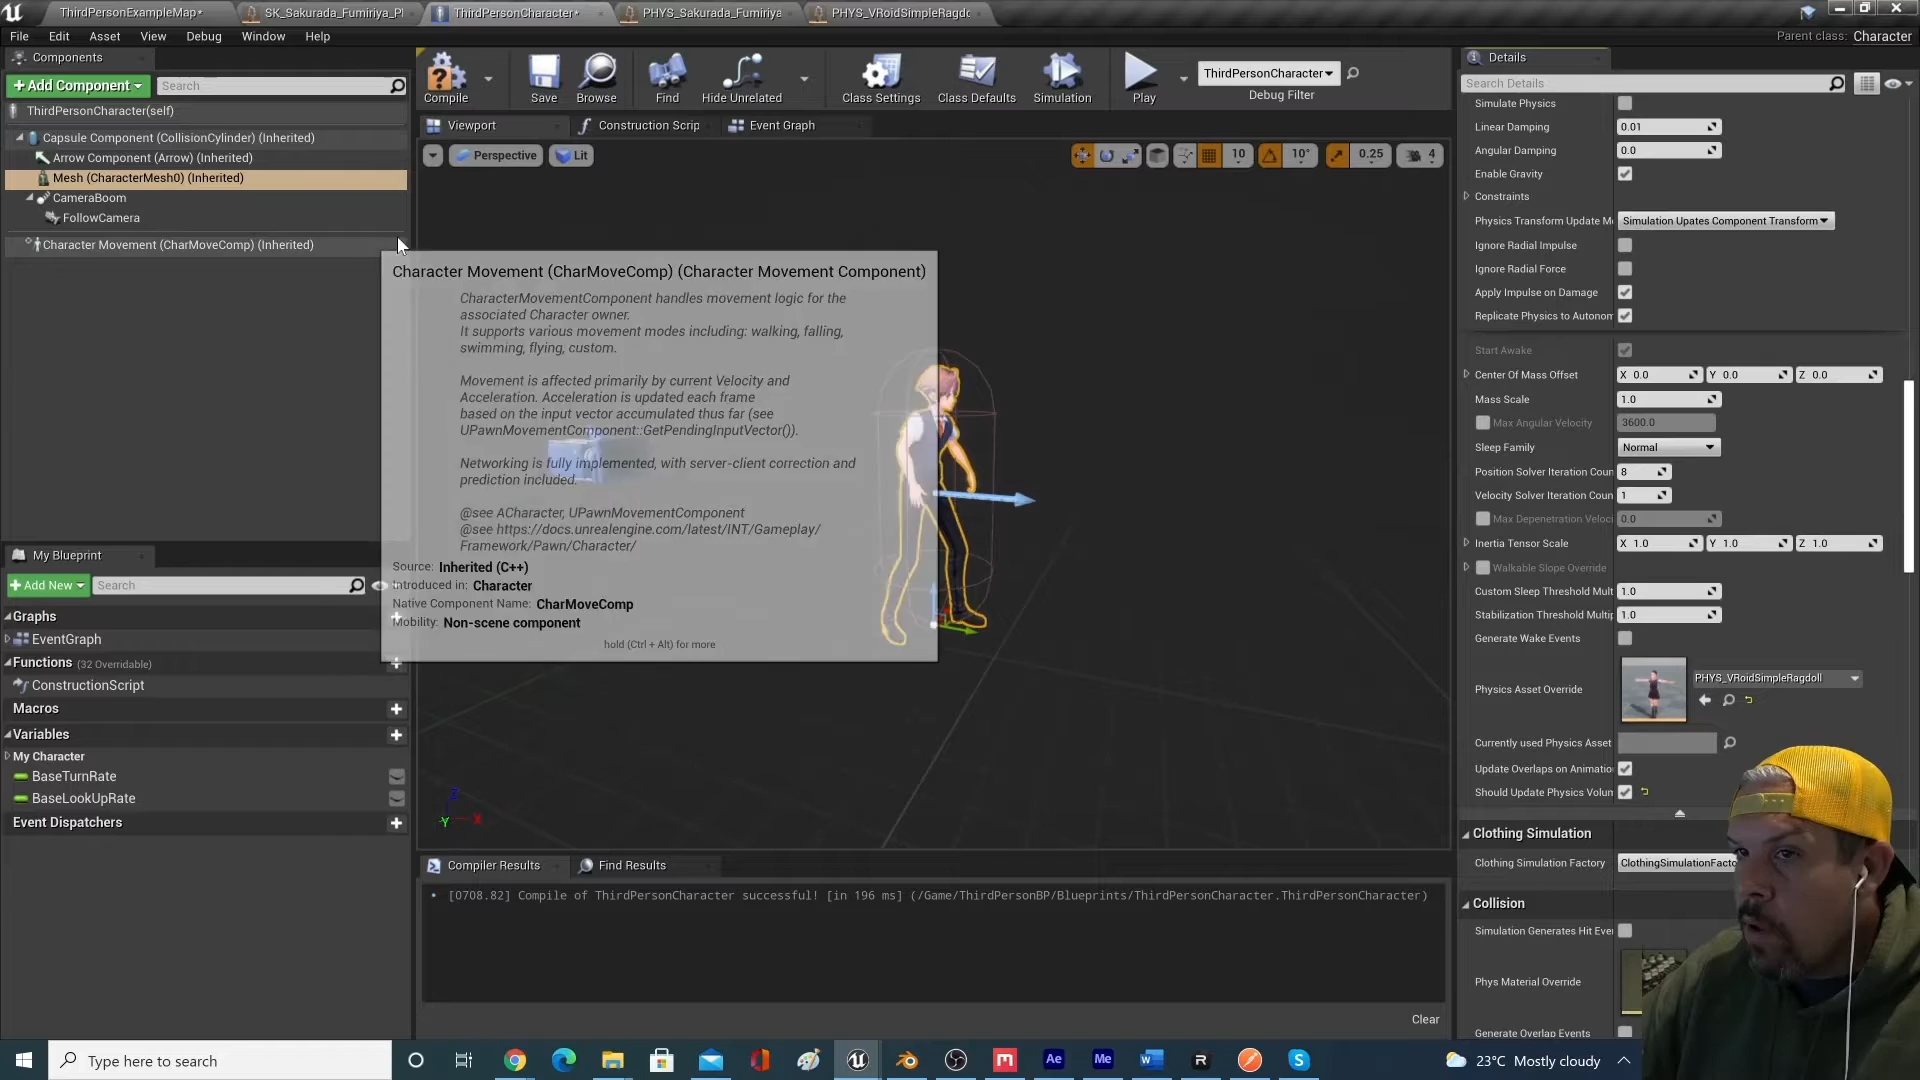 ThirdPersonExampleMap*
SK_Sakurada_Fumiriya_Pl
ThirdPersonCharacter*
PHYS_Sakurada_Fumiriya
PHYS_VRoidSimpleRagdc
File Edit Asset View Debug Window Help
Parent class: Character
Components
+Add Component
Search
ThirdPersonCharacter(self)
Capsule Component (CollisionCylinder) (Inherited)
Arrow Component (Arrow) (Inherited)
Mesh (CharacterMesh0) (Inherited)
CameraBoom
FollowCamera
Character Movement (CharMoveComp) (Inherited)
My Blueprint
+Add New
Search
Graphs
EventGraph
Functions (32 Overridable)
ConstructionScript
Macros
Variables
My Character
BaseTurnRate
BaseLookUpRate
Event Dispatchers
Compile
Save
Browse
Find
Hide Unrelated
Class Settings
Class Defaults
Simulation
Play
ThirdPersonCharacter
Debug Filter
Viewport
Construction Scrip
Event Graph
Perspective
Lit
10
10°
0.25
4
Character Movement (CharMoveComp) (Character Movement Component)
CharacterMovementComponent handles movement logic for the
associated Character owner.
It supports various movement modes including: walking, falling,
swimming, flying, custom.
Movement is affected primarily by current Velocity and
Acceleration. Acceleration is updated each frame
based on the input vector accumulated thus far (see
UPawnMovementComponent::GetPendingInputVector()).
Networking is fully implemented, with server-client correction and
prediction included.
@see ACharacter, UPawnMovementComponent
@see https://docs.unrealengine.com/latest/INT/Gameplay/
Framework/Pawn/Character/
Source: Inherited (C++)
Introduced in: Character
Native Component Name: CharMoveComp
Mobility: Non-scene component
hold (Ctrl + Alt) for more
Z
Y
X
Compiler Results
Find Results
• [0708.82] Compile of ThirdPersonCharacter successful! [in 196 ms] (/Game/ThirdPersonBP/Blueprints/ThirdPersonCharacter.ThirdPersonCharacter)
Clear
Details
Search Details
Simulate Physics
Linear Damping 0.01
Angular Damping 0.0
Enable Gravity
Constraints
Physics Transform Update M Simulation Upates Component Transform
Ignore Radial Impulse
Ignore Radial Force
Apply Impulse on Damage
Replicate Physics to Autonom
Start Awake
Center Of Mass Offset X 0.0 Y 0.0 Z 0.0
Mass Scale 1.0
Max Angular Velocity 3600.0
Sleep Family Normal
Position Solver Iteration Coun 8
Velocity Solver Iteration Coun 1
Max Depenetration Veloci 0.0
Inertia Tensor Scale X 1.0 Y 1.0 Z 1.0
Walkable Slope Override
Custom Sleep Threshold Mult 1.0
Stabilization Threshold Multip 1.0
Generate Wake Events
Physics Asset Override PHYS_VRoidSimpleRagdoll
Currently used Physics Asset
Update Overlaps on Animatio
Should Update Physics Volum
Clothing Simulation
Clothing Simulation Factory ClothingSimulationFacto
Collision
Simulation Generates Hit Even
Phys Material Override
Generate Overlap Events
Type here to search
Ae
Me
W
R
S
23°C Mostly cloudy